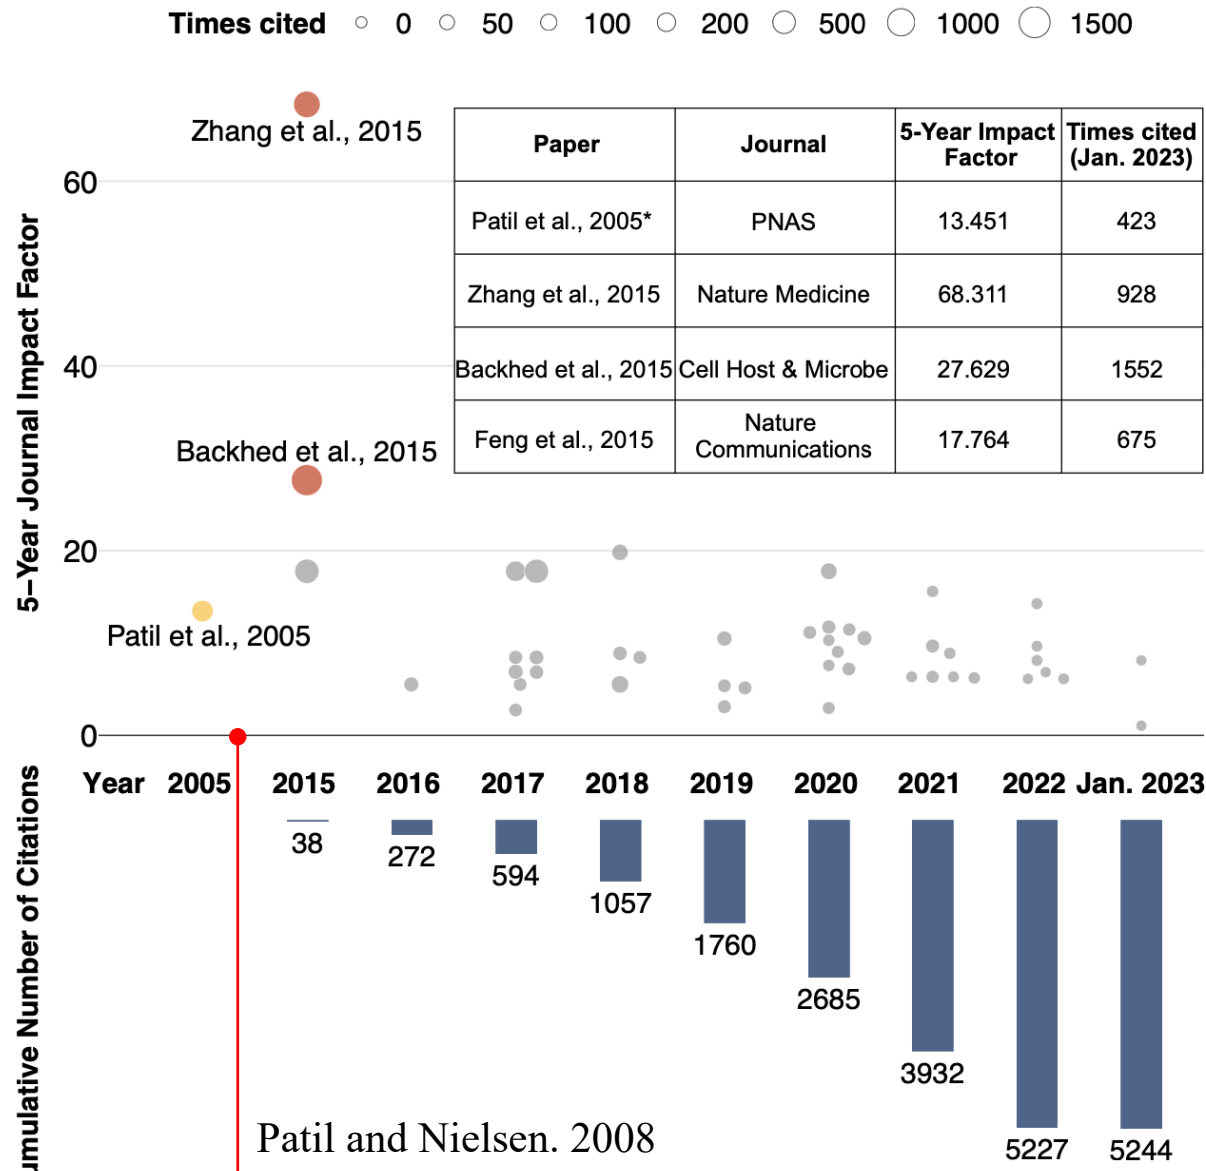 Times cited 0 50 100 200 500 1000 1500
Zhang et al., 2015
Paper Journal 5-Year Impact Factor Times cited (Jan. 2023)
Patil et al., 2005* PNAS 13.451 423
Zhang et al., 2015 Nature Medicine 68.311 928
Backhed et al., 2015 Cell Host & Microbe 27.629 1552
Feng et al., 2015 Nature Communications 17.764 675
5–Year Journal Impact Factor
60
40
20
0
Backhed et al., 2015
Patil et al., 2005
Year 2005 2015 2016 2017 2018 2019 2020 2021 2022 Jan. 2023
umulative Number of Citations
38
272
594
1057
1760
2685
3932
5227
5244
Patil and Nielsen. 2008